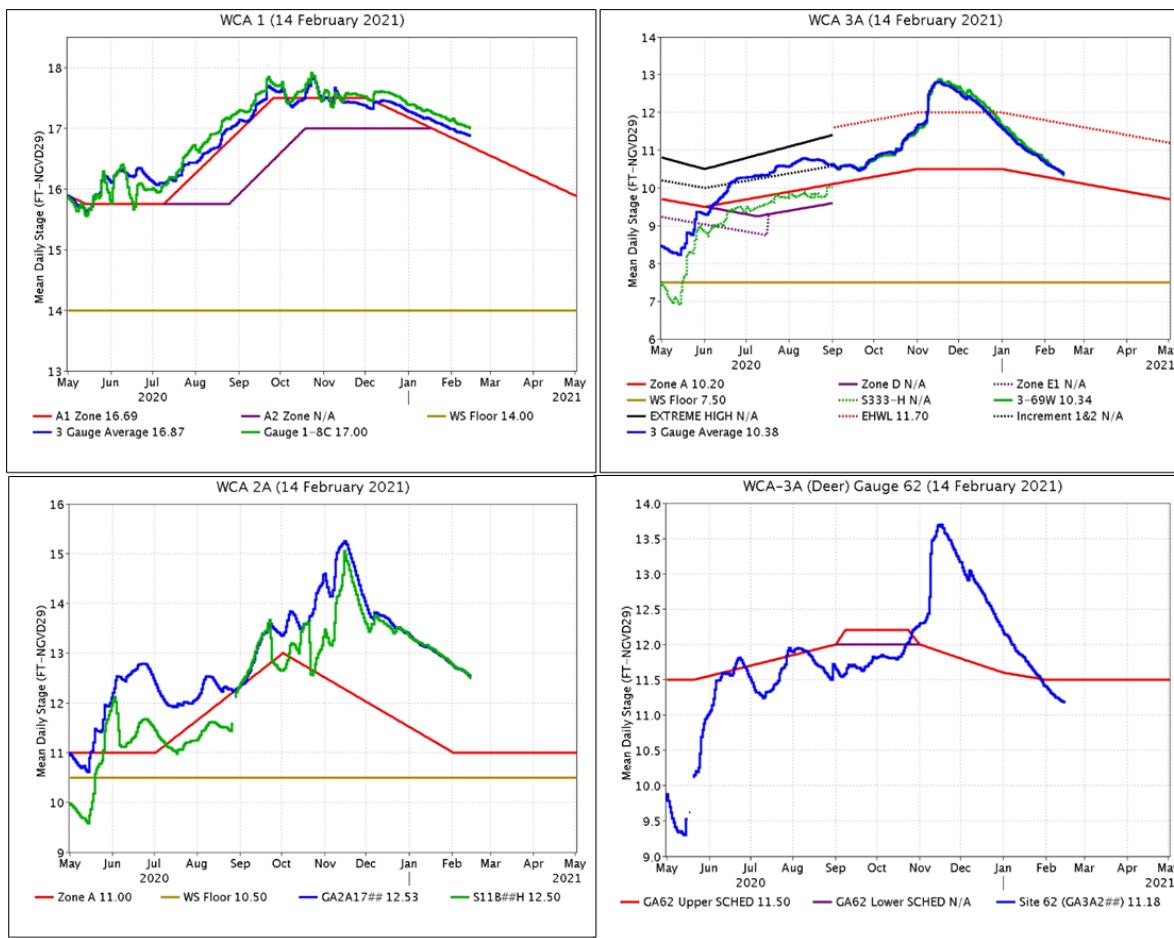 WCA 1 (14 February 2021)
Mean Daily Stage (FT-NGVD29)
18
17
16
15
14
13
May Jun Jul Aug Sep Oct Nov Dec Jan Feb Mar Apr May
2020 | 2021
A1 Zone 16.69 A2 Zone N/A WS Floor 14.00
3 Gauge Average 16.87 Gauge 1-8C 17.00
WCA 3A (14 February 2021)
Mean Daily Stage (FT-NGVD29)
14
13
12
11
10
9
8
7
6
May Jun Jul Aug Sep Oct Nov Dec Jan Feb Mar Apr May
2020 | 2021
Zone A 10.20 Zone D N/A Zone E1 N/A
WS Floor 7.50 S333-H N/A 3-69W 10.34
EXTREME HIGH N/A EHWL 11.70 Increment 1&2 N/A
3 Gauge Average 10.38
WCA 2A (14 February 2021)
Mean Daily Stage (FT-NGVD29)
16
15
14
13
12
11
10
9
May Jun Jul Aug Sep Oct Nov Dec Jan Feb Mar Apr May
2020 | 2021
Zone A 11.00 WS Floor 10.50 GA2A17## 12.53 S11B##H 12.50
WCA-3A (Deer) Gauge 62 (14 February 2021)
Mean Daily Stage (FT-NGVD29)
14.0
13.5
13.0
12.5
12.0
11.5
11.0
10.5
10.0
9.5
9.0
May Jun Jul Aug Sep Oct Nov Dec Jan Feb Mar Apr May
2020 | 2021
GA62 Upper SCHED 11.50 GA62 Lower SCHED N/A Site 62 (GA3A2##) 11.18